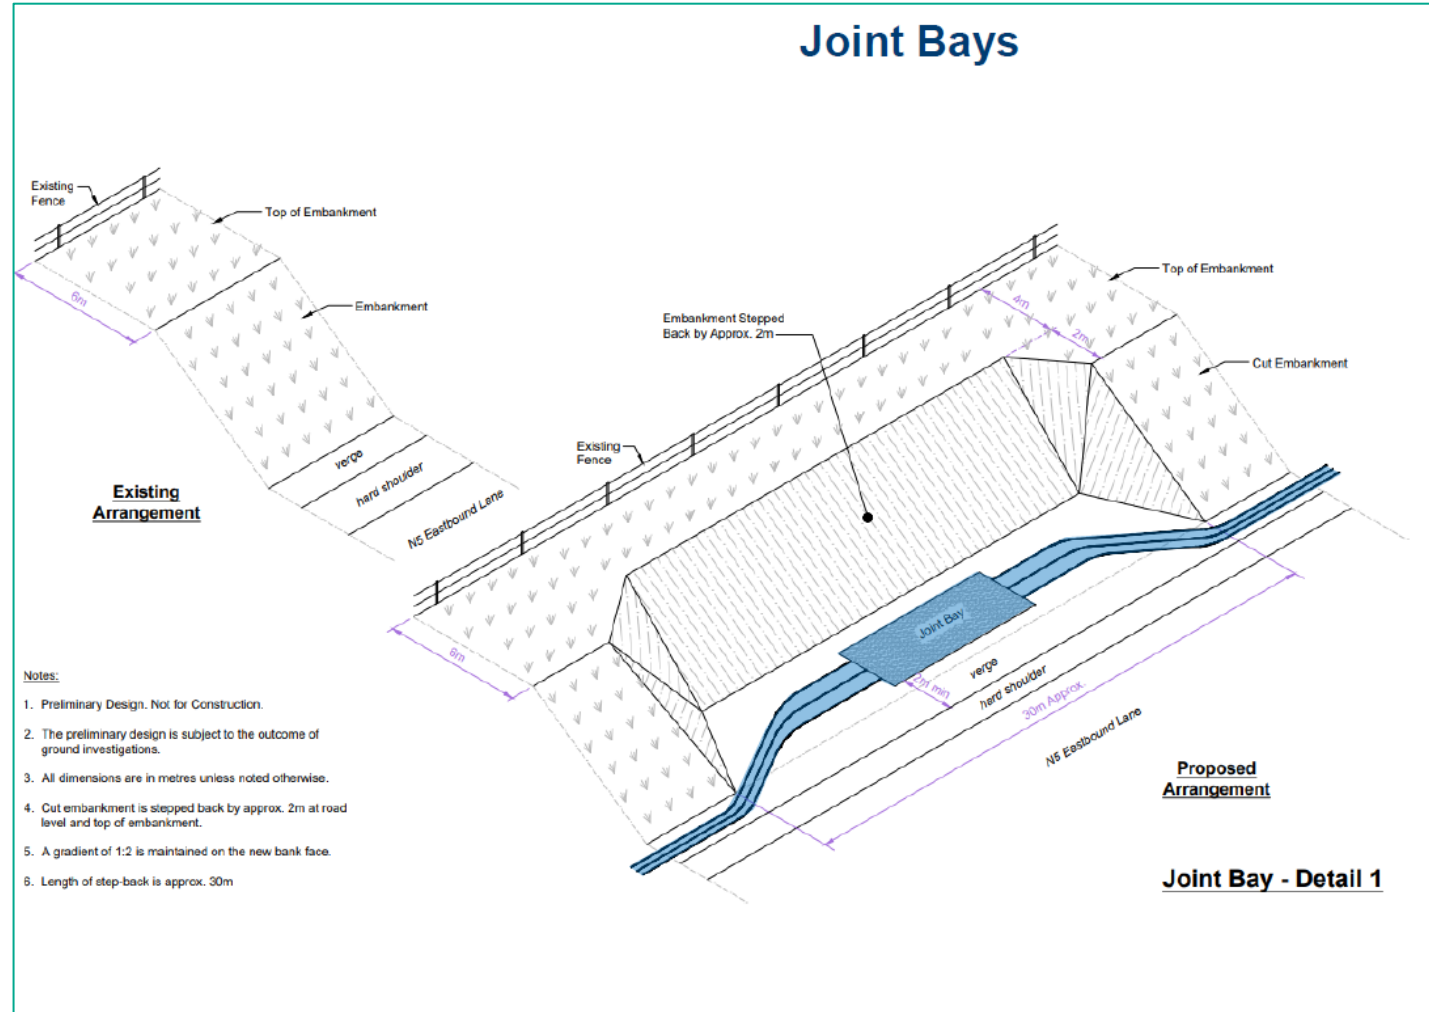 Joint Bays
Existing
Fence
Top of Embankment
6m
Embankment
verge
hard shoulder
N5 Eastbound Lane
Existing
Arrangement
Top of Embankment
4m
2m
Embankment Stepped
Back by Approx. 2m
Cut Embankment
Existing
Fence
6m
Joint Bay
2m min
verge
hard shoulder
30m Approx.
N5 Eastbound Lane
Proposed
Arrangement
Joint Bay - Detail 1
Notes:
1. Preliminary Design. Not for Construction.
2. The preliminary design is subject to the outcome of
ground investigations.
3. All dimensions are in metres unless noted otherwise.
4. Cut embankment is stepped back by approx. 2m at road
level and top of embankment.
5. A gradient of 1:2 is maintained on the new bank face.
6. Length of step-back is approx. 30m